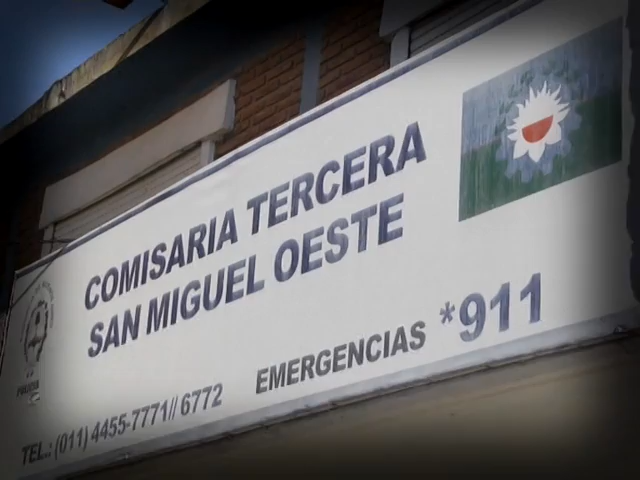 COMISARIA TERCERA
SAN MIGUEL OESTE
EMERGENCIAS *911
TEL.: (011) 4455-7771// 6772